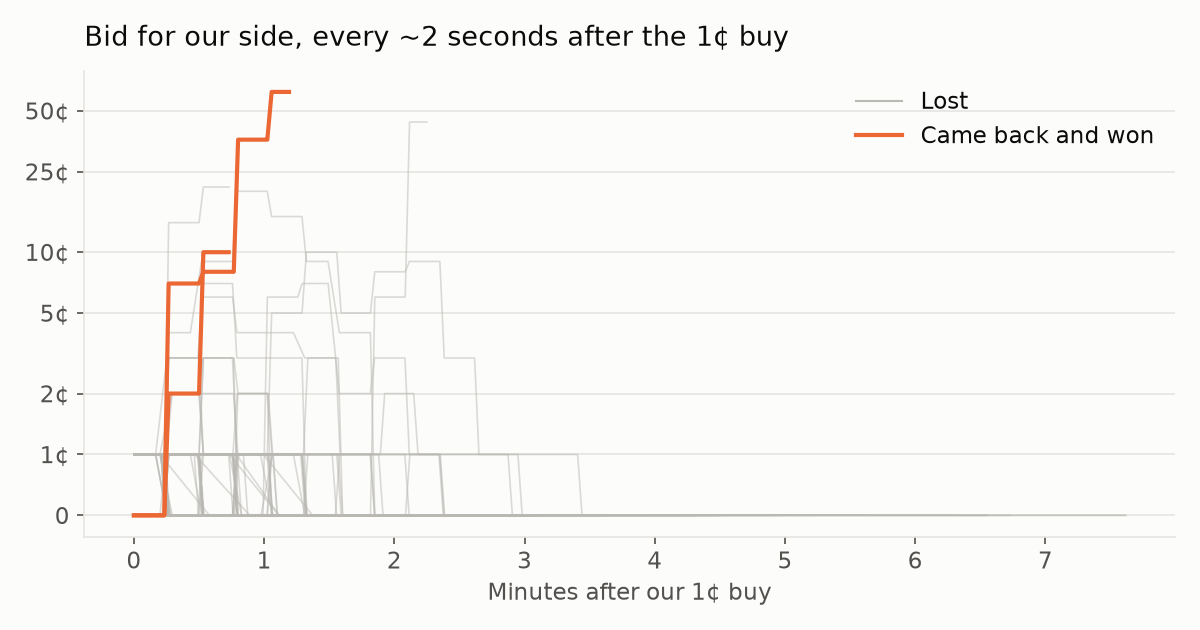 Bid for our side, every ~2 seconds after the 1¢ buy
Lost
Came back and won
50¢
25¢
10¢
5¢
2¢
1¢
0
0 1 2 3 4 5 6 7
Minutes after our 1¢ buy